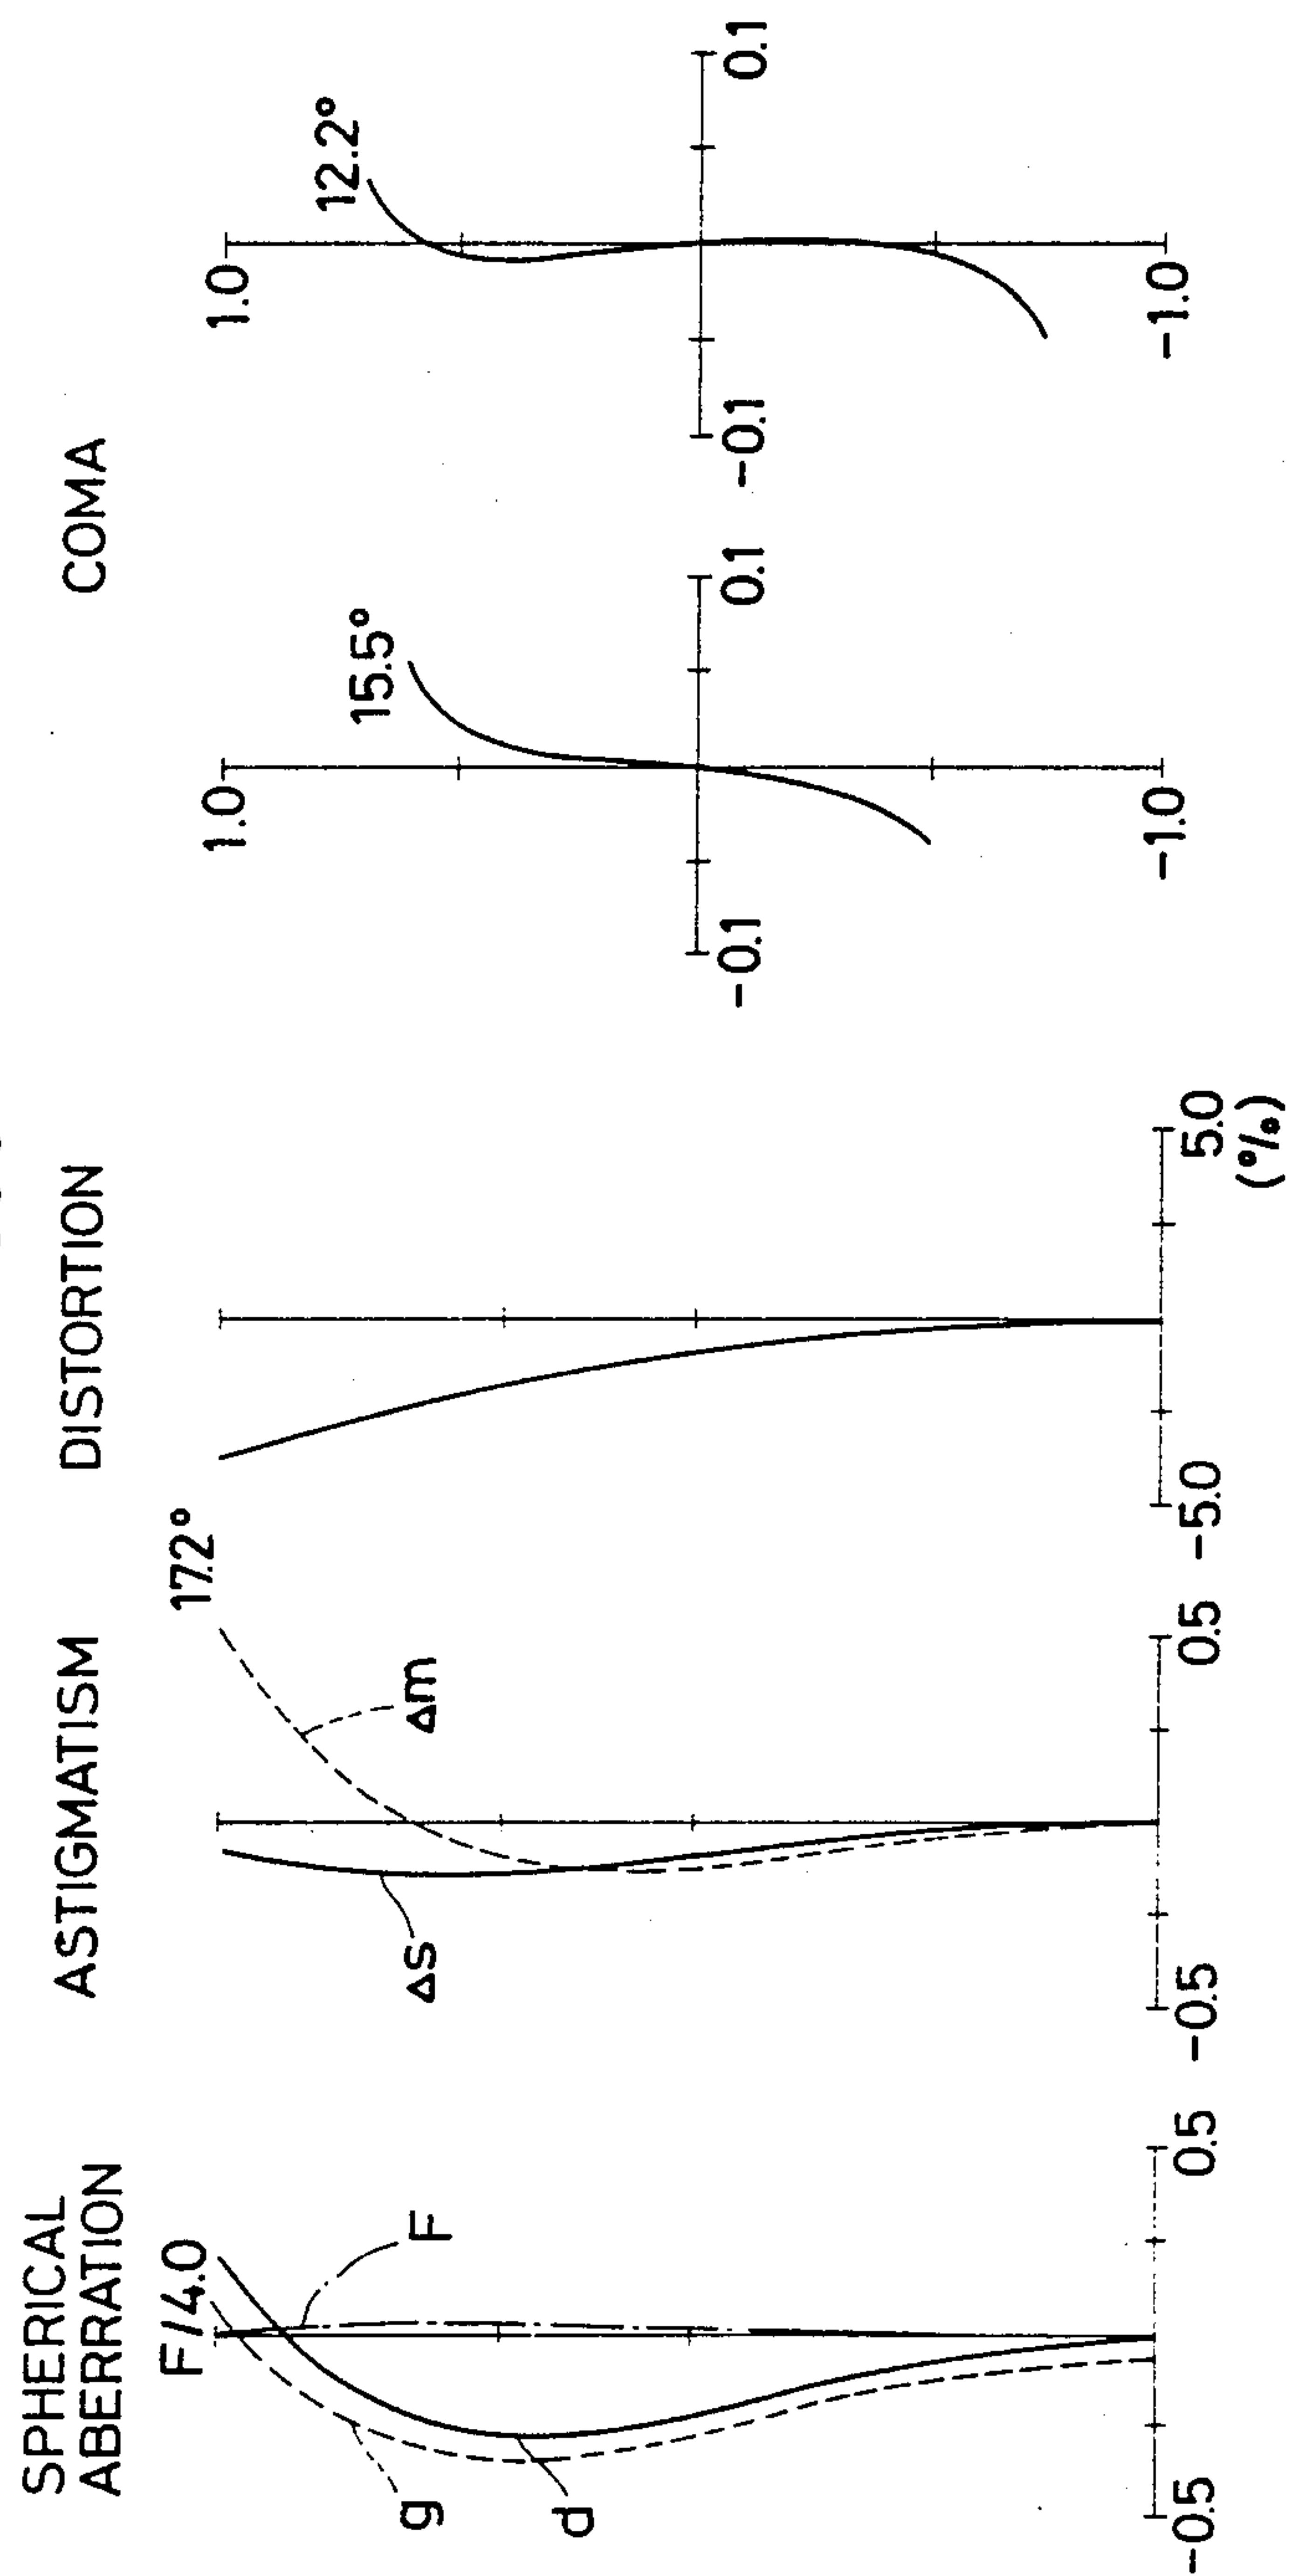 SPHERICAL
ABERRATION
F/4.0
F
g
d
-0.5
0.5
ASTIGMATISM
17.2°
Δm
Δs
-0.5
0.5
DISTORTION
-5.0
5.0
(%)
COMA
15.5°
1.0
-0.1
0.1
-1.0
12.2°
1.0
-0.1
0.1
-1.0